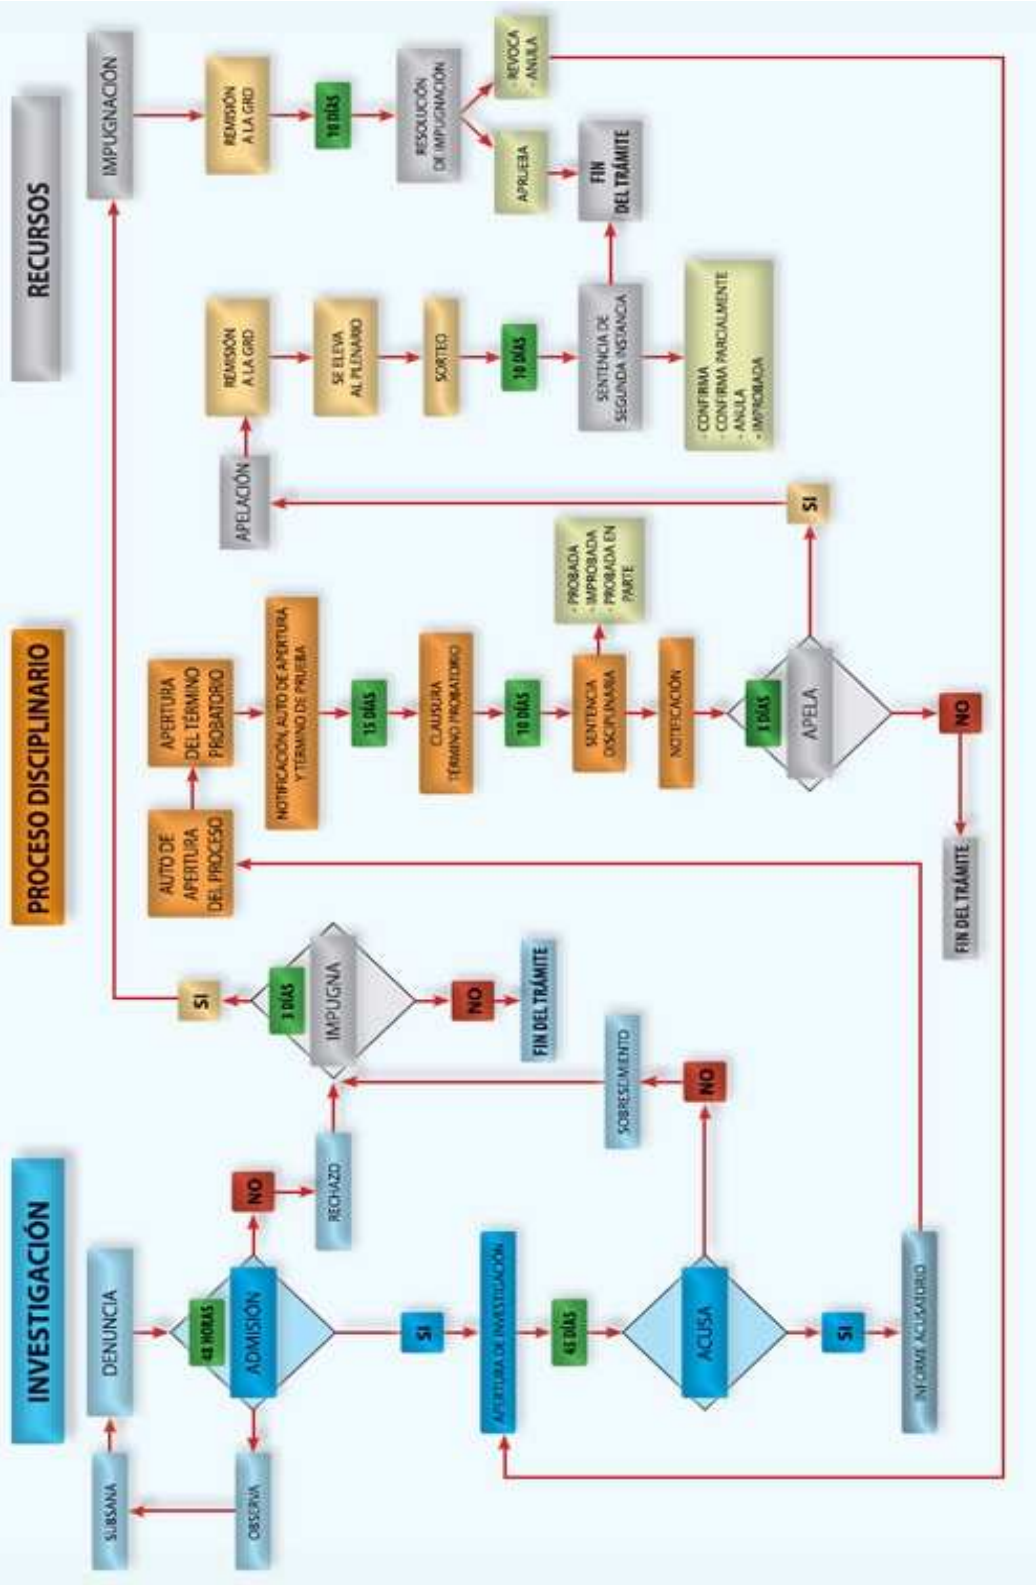 INVESTIGACIÓN
SUBSANA
DENUNCIA
OBSERVA
48 HORAS
ADMISIÓN
NO
RECHAZO
SI
APERTURA DE INVESTIGACIÓN
45 DÍAS
ACUSA
NO
SOBRESEIMIENTO
SI
INFORME ACUSATORIO
3 DÍAS
IMPUGNA
SI
NO
FIN DEL TRÁMITE
PROCESO DISCIPLINARIO
AUTO DE
APERTURA
DEL PROCESO
APERTURA
DEL TÉRMINO
PROBATORIO
NOTIFICACIÓN, AUTO DE APERTURA
Y TERMINO DE PRUEBA
15 DÍAS
CLAUSURA
TÉRMINO PROBATORIO
10 DÍAS
SENTENCIA
DISCIPLINARIA
- PROBADA
- IMPROBADA
- PROBADA EN
PARTE
NOTIFICACIÓN
3 DÍAS
APELA
SI
NO
FIN DEL TRÁMITE
RECURSOS
IMPUGNACIÓN
REMISIÓN
A LA GRD
10 DÍAS
RESOLUCIÓN
DE IMPUGNACIÓN
APRUEBA
- REVOCA
- ANULA
FIN
DEL TRÁMITE
APELACIÓN
REMISIÓN
A LA GRD
SE ELEVA
AL PLENARIO
SORTEO
10 DÍAS
SENTENCIA DE
SEGUNDA INSTANCIA
- CONFIRMA
- CONFIRMA PARCIALMENTE
- ANULA
- IMPROBADA